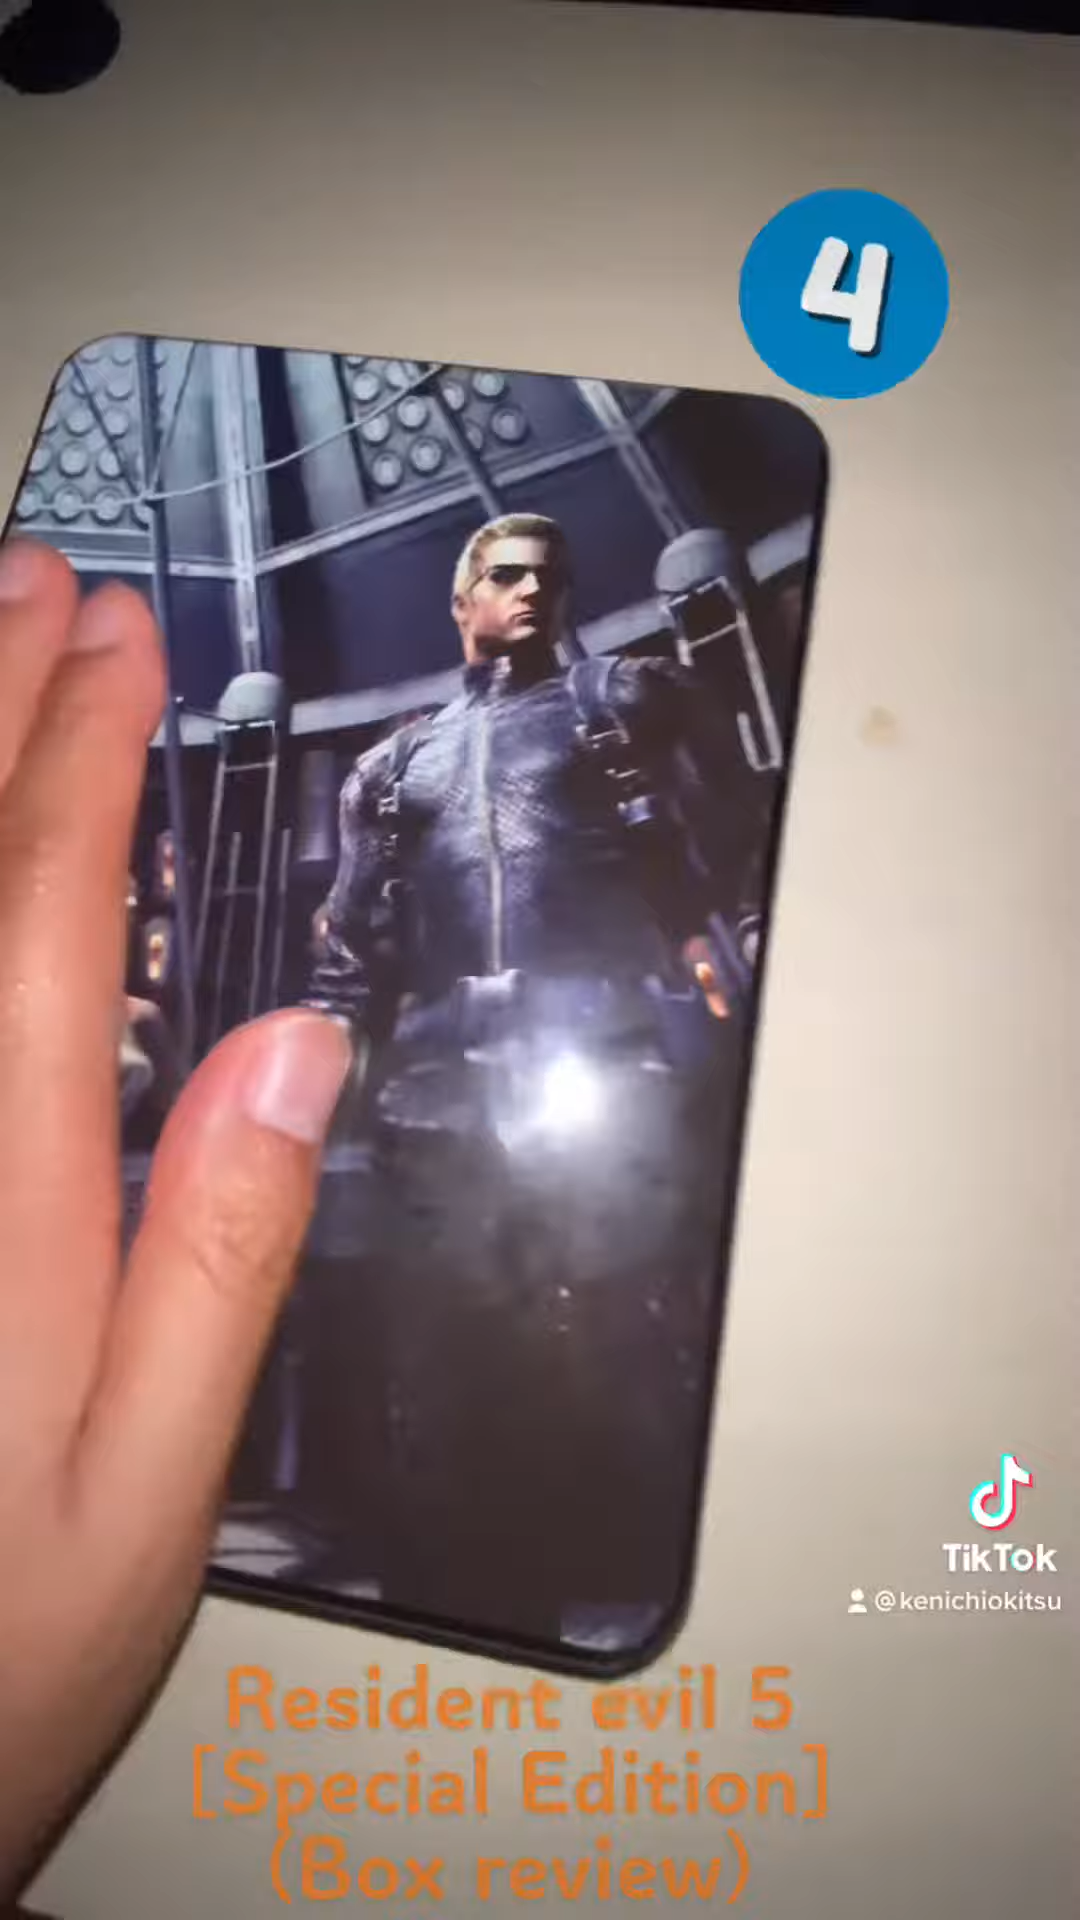 4
TikTok
@kenichiokitsu
Resident evil 5
[Special Edition]
(Box review)